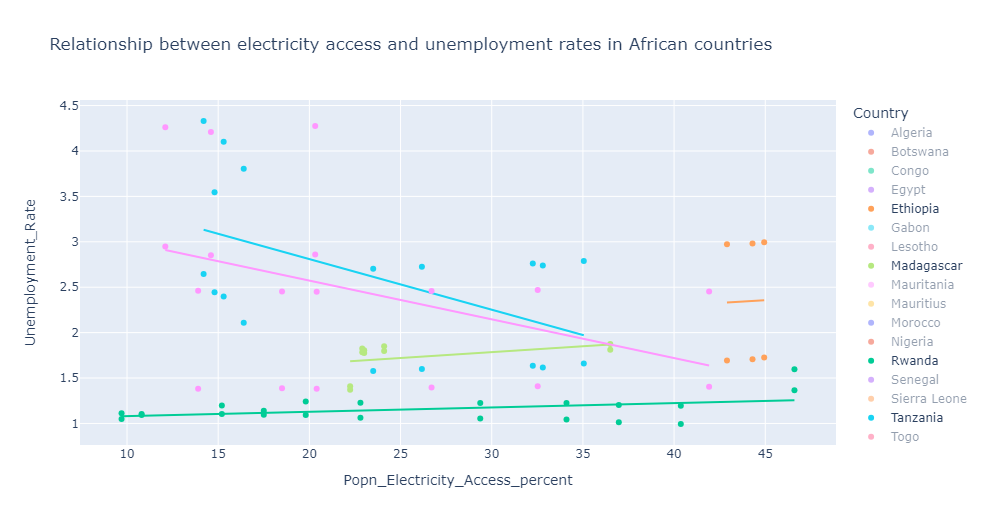 Relationship between electricity access and unemployment rates in African countries
Unemployment_Rate
4.5
4
3.5
3
2.5
2
1.5
1
10
15
20
25
30
35
40
45
Popn_Electricity_Access_percent
Country
Algeria
Botswana
Congo
Egypt
Ethiopia
Gabon
Lesotho
Madagascar
Mauritania
Mauritius
Morocco
Nigeria
Rwanda
Senegal
Sierra Leone
Tanzania
Togo